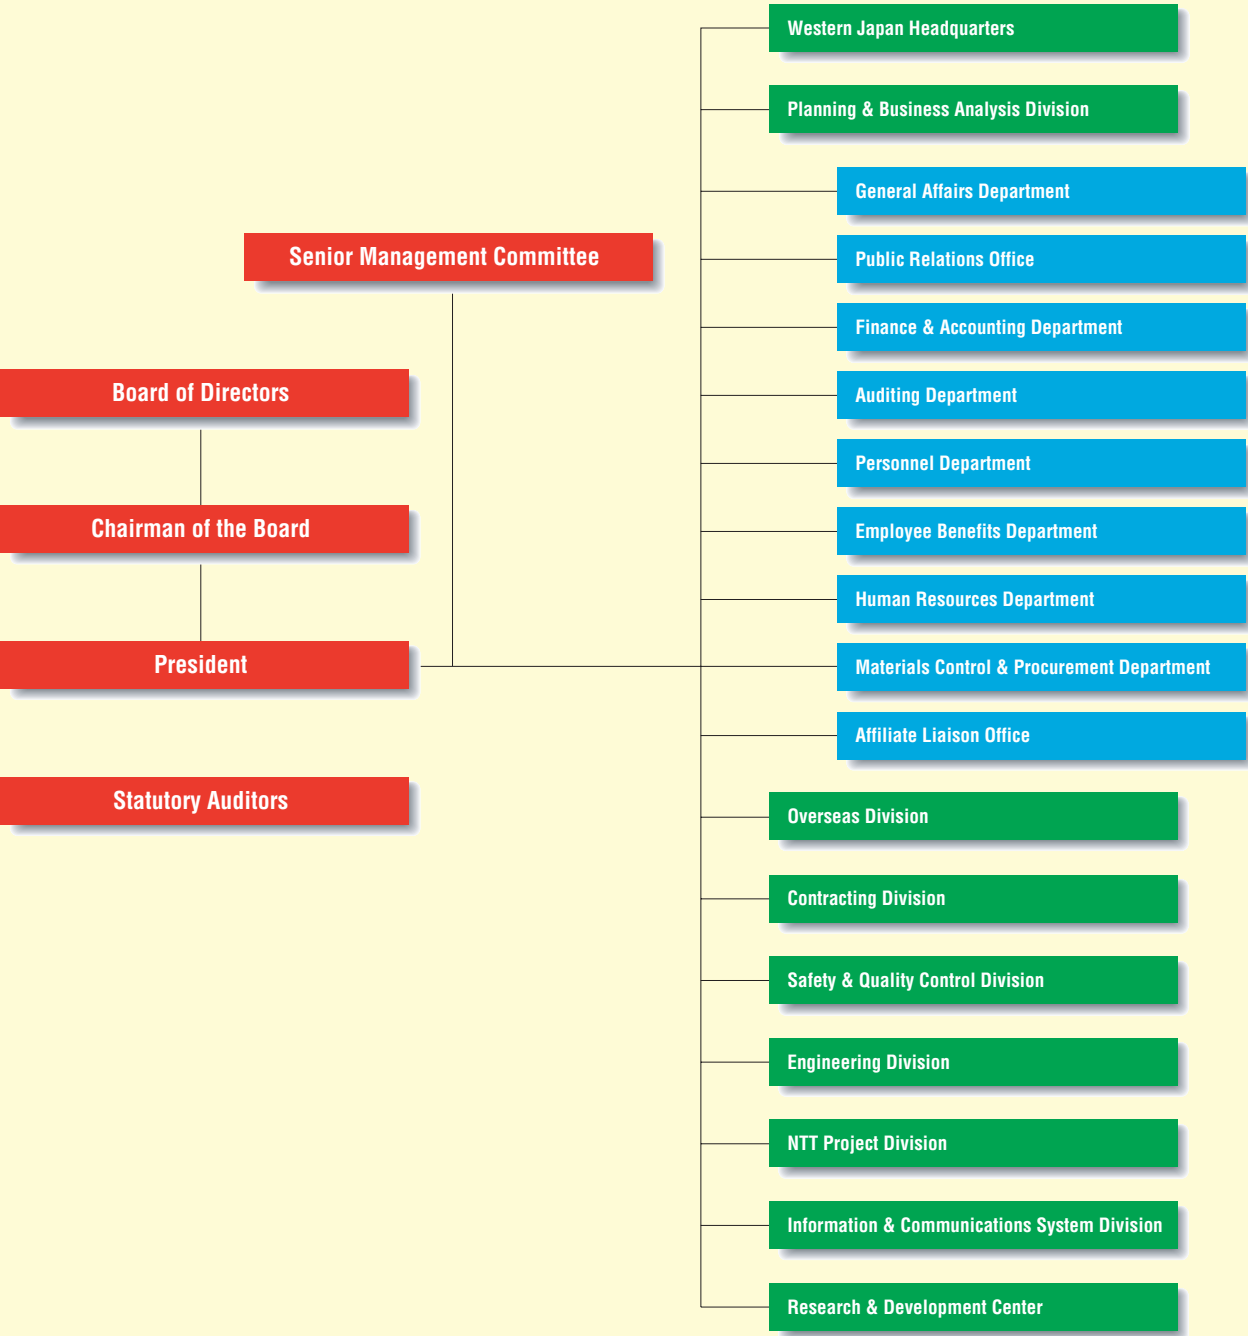 Senior Management Committee
Board of Directors
Chairman of the Board
President
Statutory Auditors
Western Japan Headquarters
Planning & Business Analysis Division
General Affairs Department
Public Relations Office
Finance & Accounting Department
Auditing Department
Personnel Department
Employee Benefits Department
Human Resources Department
Materials Control & Procurement Department
Affiliate Liaison Office
Overseas Division
Contracting Division
Safety & Quality Control Division
Engineering Division
NTT Project Division
Information & Communications System Division
Research & Development Center